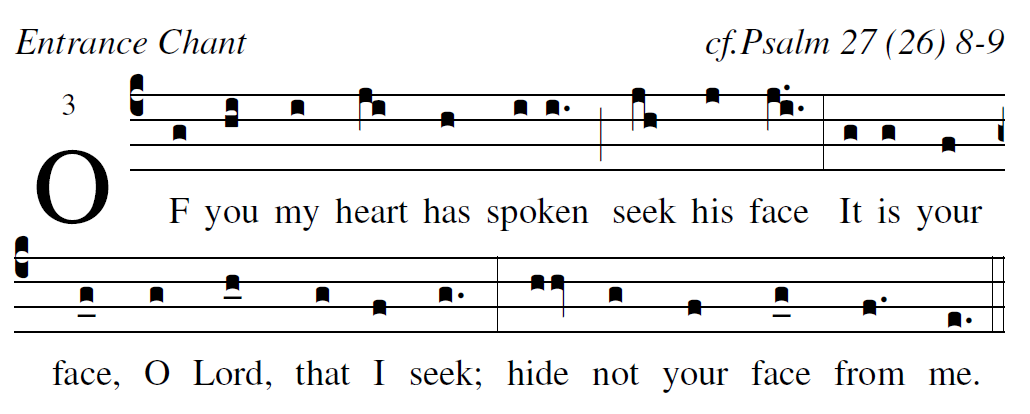 Entrance Chant cf.Psalm 27 (26) 8-9
3
OF you my heart has spoken seek his face It is your
face, O Lord, that I seek; hide not your face from me.